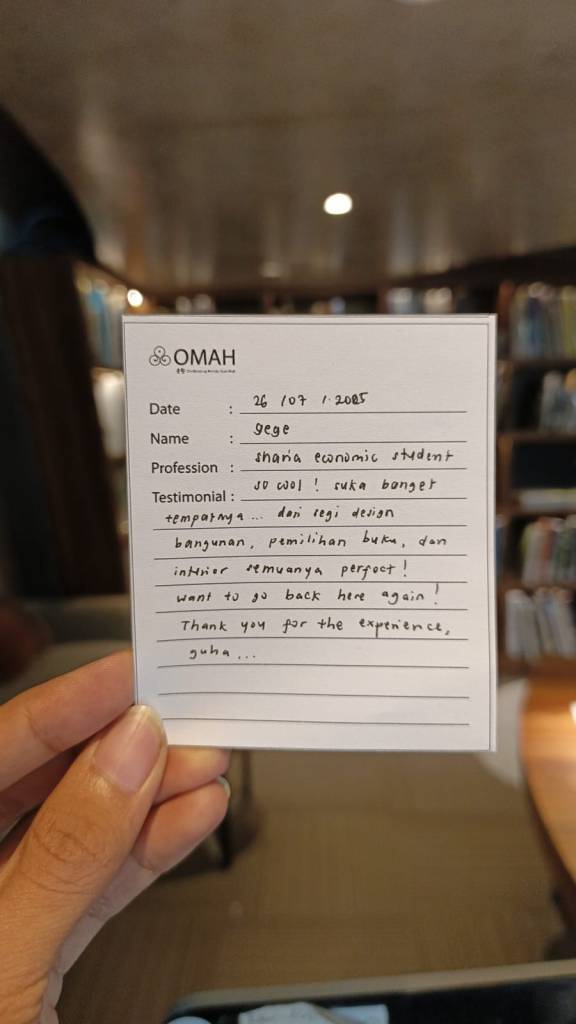 OMAH
Date : 26 / 07 / 2025
Name : gege
Profession : sharia economic student
Testimonial : so cool ! suka banget
tempatnya... dari segi design
bangunan, pemilihan buku, dan
interior semuanya perfect !
want to go back here again !
Thank you for the experience,
guha ...